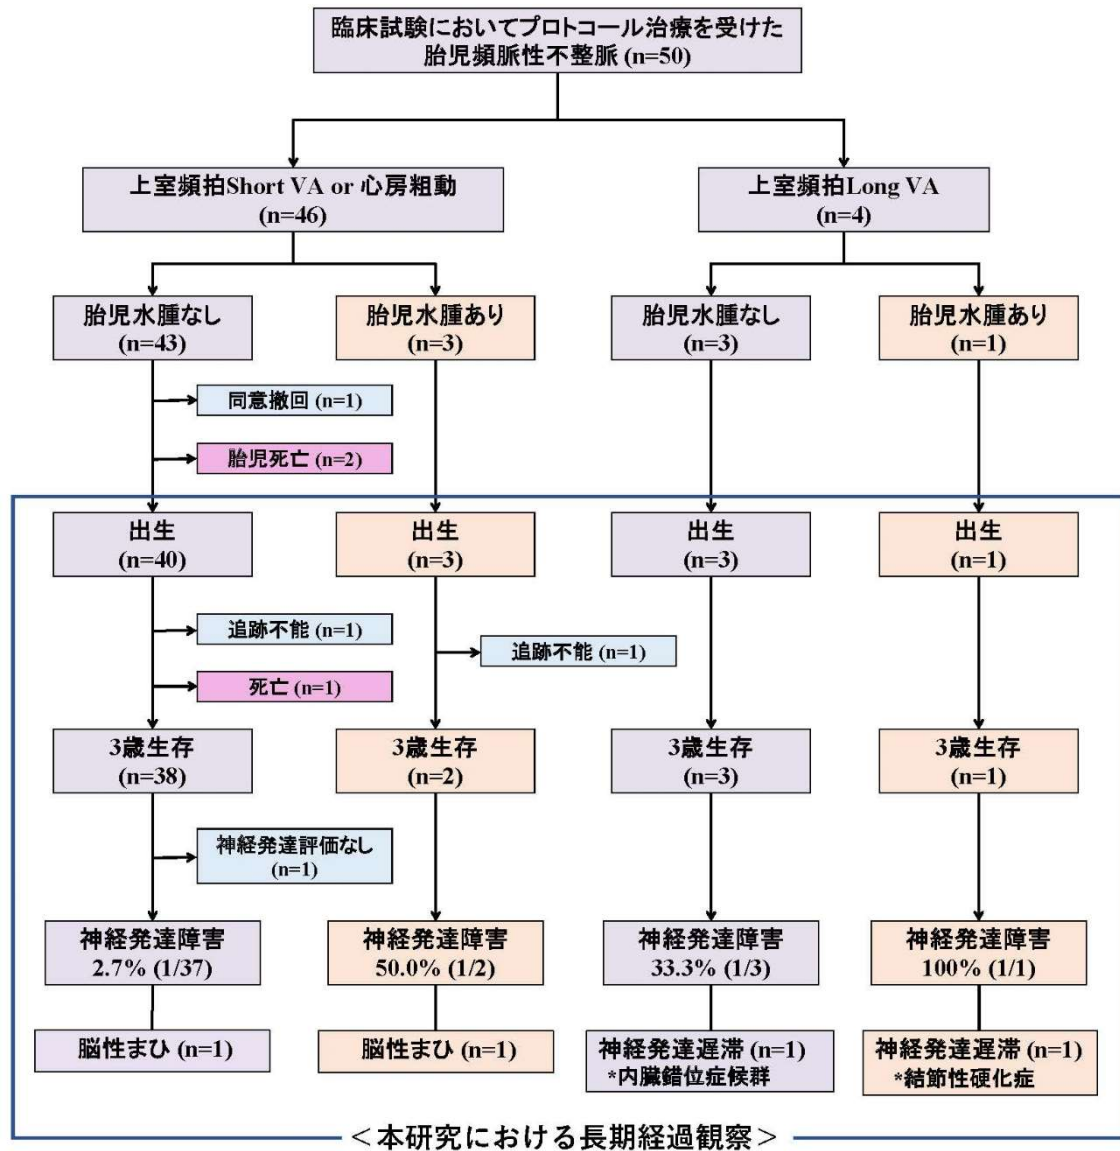 臨床試験においてプロトコール治療を受けた
胎児頻脈性不整脈 (n=50)
上室頻拍Short VA or 心房粗動
(n=46)
上室頻拍Long VA
(n=4)
胎児水腫なし
(n=43)
胎児水腫あり
(n=3)
胎児水腫なし
(n=3)
胎児水腫あり
(n=1)
同意撤回 (n=1)
胎児死亡 (n=2)
出生
(n=40)
出生
(n=3)
出生
(n=3)
出生
(n=1)
追跡不能 (n=1)
追跡不能 (n=1)
死亡 (n=1)
3歳生存
(n=38)
3歳生存
(n=2)
3歳生存
(n=3)
3歳生存
(n=1)
神経発達評価なし
(n=1)
神経発達障害
2.7% (1/37)
神経発達障害
50.0% (1/2)
神経発達障害
33.3% (1/3)
神経発達障害
100% (1/1)
脳性まひ (n=1)
脳性まひ (n=1)
神経発達遅滞 (n=1)
*内臓錯位症候群
神経発達遅滞 (n=1)
*結節性硬化症
＜本研究における長期経過観察＞